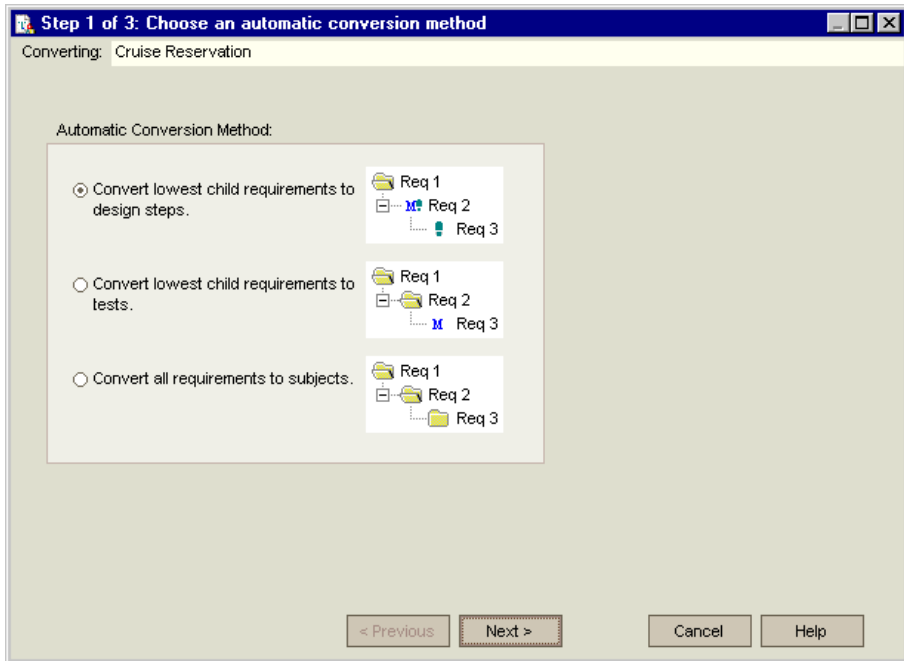 Step 1 of 3: Choose an automatic conversion method
Converting: Cruise Reservation
Automatic Conversion Method:
Convert lowest child requirements to
design steps.
Req 1
M Req 2
Req 3
Convert lowest child requirements to
tests.
Req 1
Req 2
M Req 3
Convert all requirements to subjects.
Req 1
Req 2
Req 3
< Previous
Next >
Cancel
Help